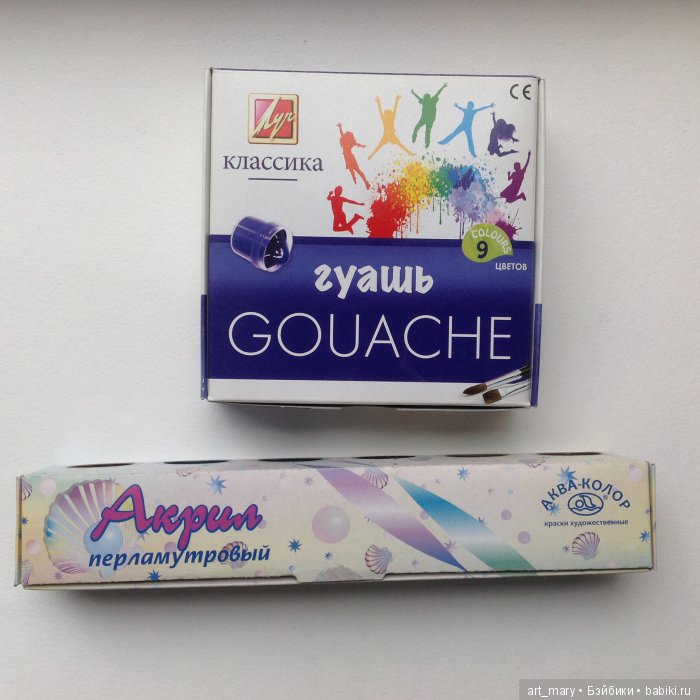 Луч
КЛАССИКА
CE
COLOURS
9
ЦВЕТОВ
гуашь
GOUACHE
Акрил
перламутровый
АКВА-КОЛОР
®
краски художественные
art_mary • Бэйбики • babiki.ru